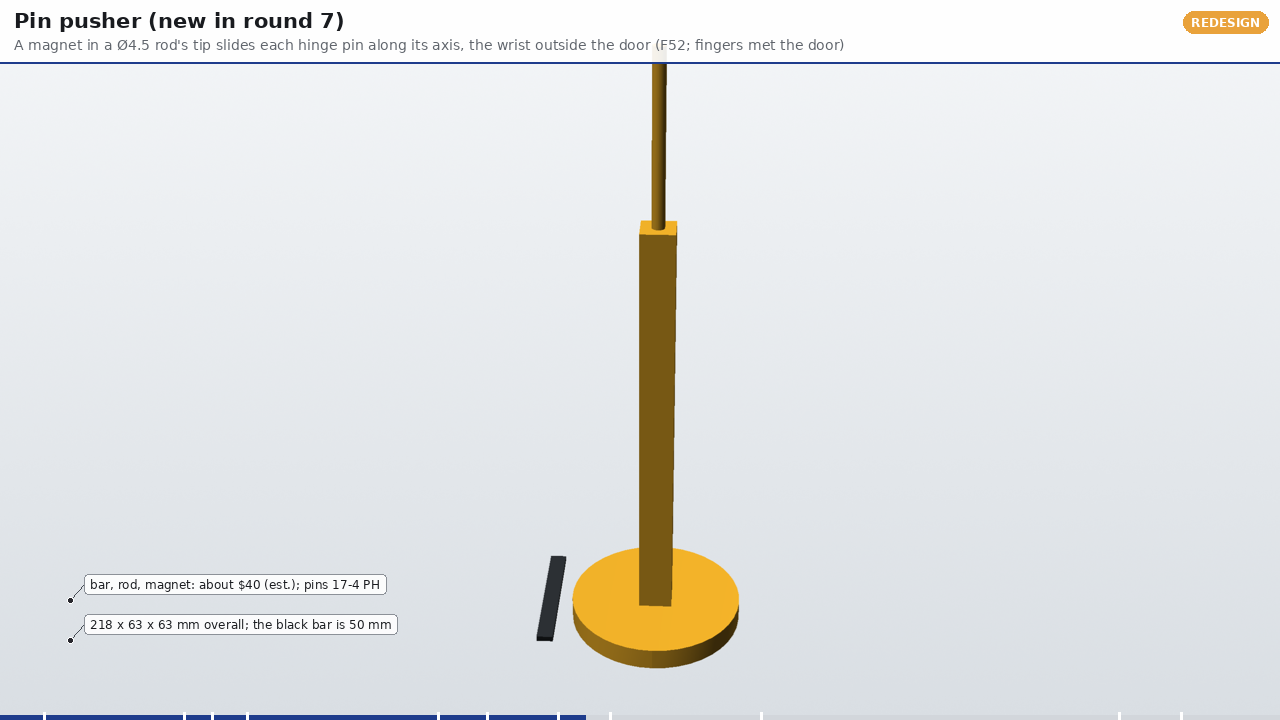 Pin pusher (new in round 7)
REDESIGN
A magnet in a Ø4.5 rod's tip slides each hinge pin along its axis, the wrist outside the door (F52; fingers met the door)
bar, rod, magnet: about $40 (est.); pins 17-4 PH
218 x 63 x 63 mm overall; the black bar is 50 mm